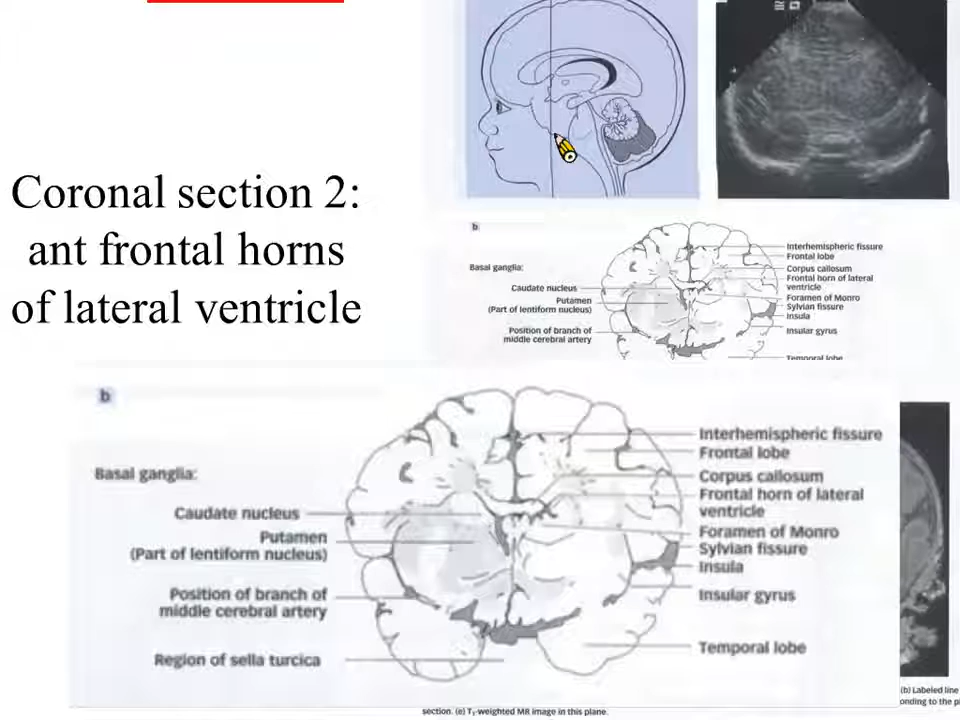 Coronal section 2:
ant frontal horns
of lateral ventricle
b
Basal ganglia:
Caudate nucleus
Putamen
(Part of lentiform nucleus)
Position of branch of
middle cerebral artery
Interhemispheric fissure
Frontal lobe
Corpus callosum
Frontal horn of lateral
ventricle
Foramen of Monro
Sylvian fissure
Insula
Insular gyrus
Temporal lobe
b
Basal ganglia:
Caudate nucleus
Putamen
(Part of lentiform nucleus)
Position of branch of
middle cerebral artery
Region of sella turcica
Interhemispheric fissure
Frontal lobe
Corpus callosum
Frontal horn of lateral
ventricle
Foramen of Monro
Sylvian fissure
Insula
Insular gyrus
Temporal lobe
(b) Labeled line
onding to the p
section. (e) T₁-weighted MR image in this plane.